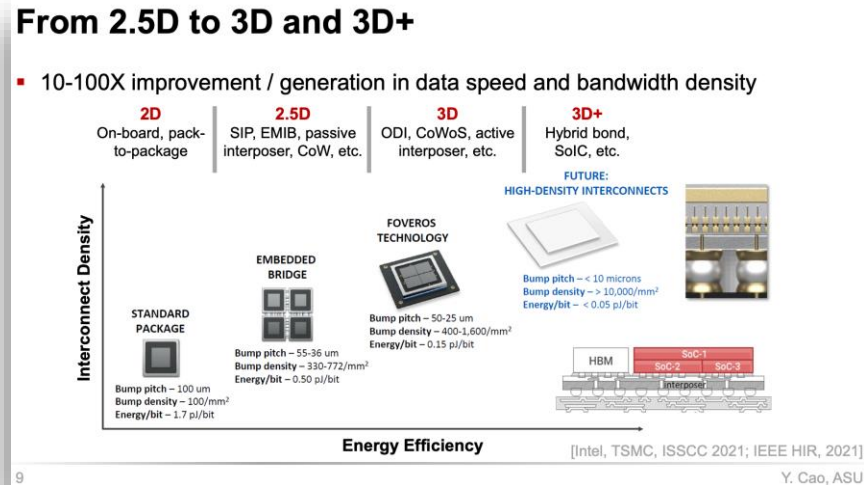 From 2.5D to 3D and 3D+
10-100X improvement / generation in data speed and bandwidth density
2D
On-board, pack-
to-package
2.5D
SIP, EMIB, passive
interposer, CoW, etc.
3D
ODI, CoWoS, active
interposer, etc.
3D+
Hybrid bond,
SoIC, etc.
Interconnect Density
STANDARD
PACKAGE
Bump pitch – 100 um
Bump density – 100/mm²
Energy/bit – 1.7 pJ/bit
EMBEDDED
BRIDGE
Bump pitch – 55-36 um
Bump density – 330-772/mm²
Energy/bit – 0.50 pJ/bit
FOVEROS
TECHNOLOGY
Bump pitch – 50-25 um
Bump density – 400-1,600/mm²
Energy/bit – 0.15 pJ/bit
FUTURE:
HIGH-DENSITY INTERCONNECTS
Bump pitch – < 10 microns
Bump density – > 10,000/mm²
Energy/bit – < 0.05 pJ/bit
HBM
SoC-1
SoC-2
SoC-3
interposer
Energy Efficiency
[Intel, TSMC, ISSCC 2021; IEEE HIR, 2021]
9
Y. Cao, ASU